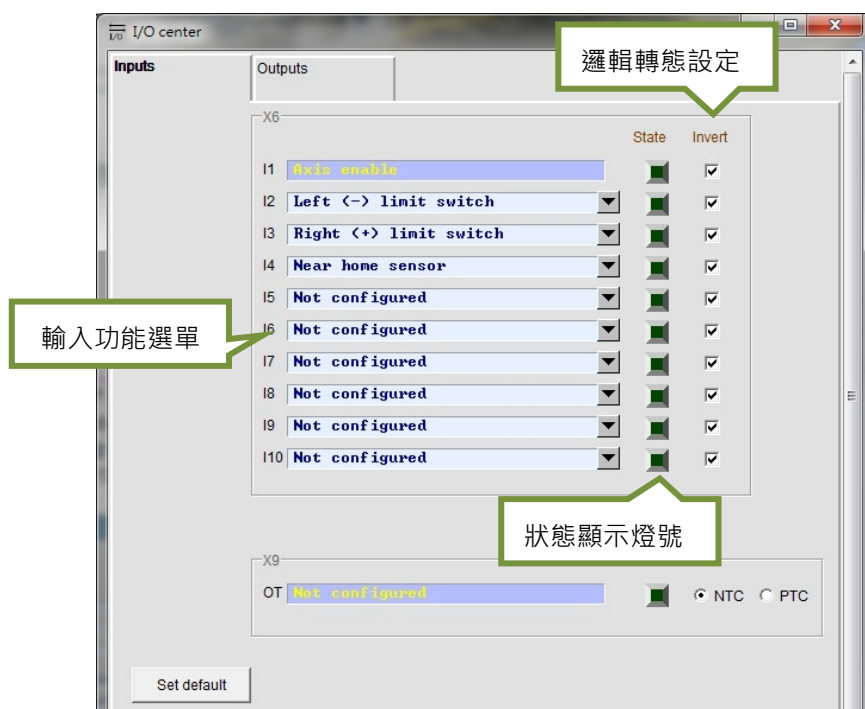 I/O I/O center
邏輯轉態設定
Inputs
Outputs
X6
State Invert
I1 Axis enable
I2 Left (-) limit switch
I3 Right (+) limit switch
I4 Near home sensor
I5 Not configured
輸入功能選單
I6 Not configured
I7 Not configured
I8 Not configured
I9 Not configured
I10 Not configured
狀態顯示燈號
X9
OT Not configured NTC PTC
Set default